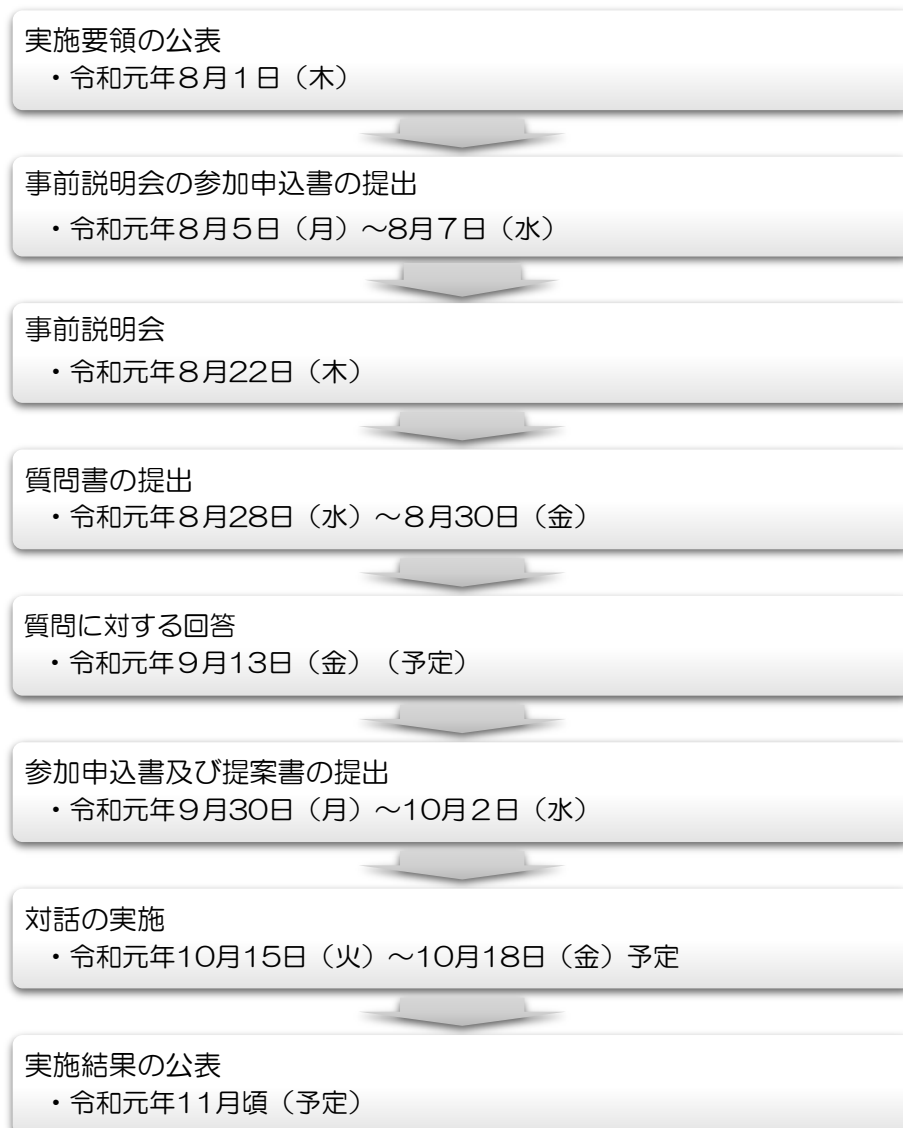 実施要領の公表
・令和元年８月１日（木）
事前説明会の参加申込書の提出
・令和元年８月５日（月）～8月７日（水）
事前説明会
・令和元年８月22日（木）
質問書の提出
・令和元年８月28日（水）～８月30日（金）
質問に対する回答
・令和元年９月13日（金）（予定）
参加申込書及び提案書の提出
・令和元年９月30日（月）～10月２日（水）
対話の実施
・令和元年10月15日（火）～10月18日（金）予定
実施結果の公表
・令和元年11月頃（予定）